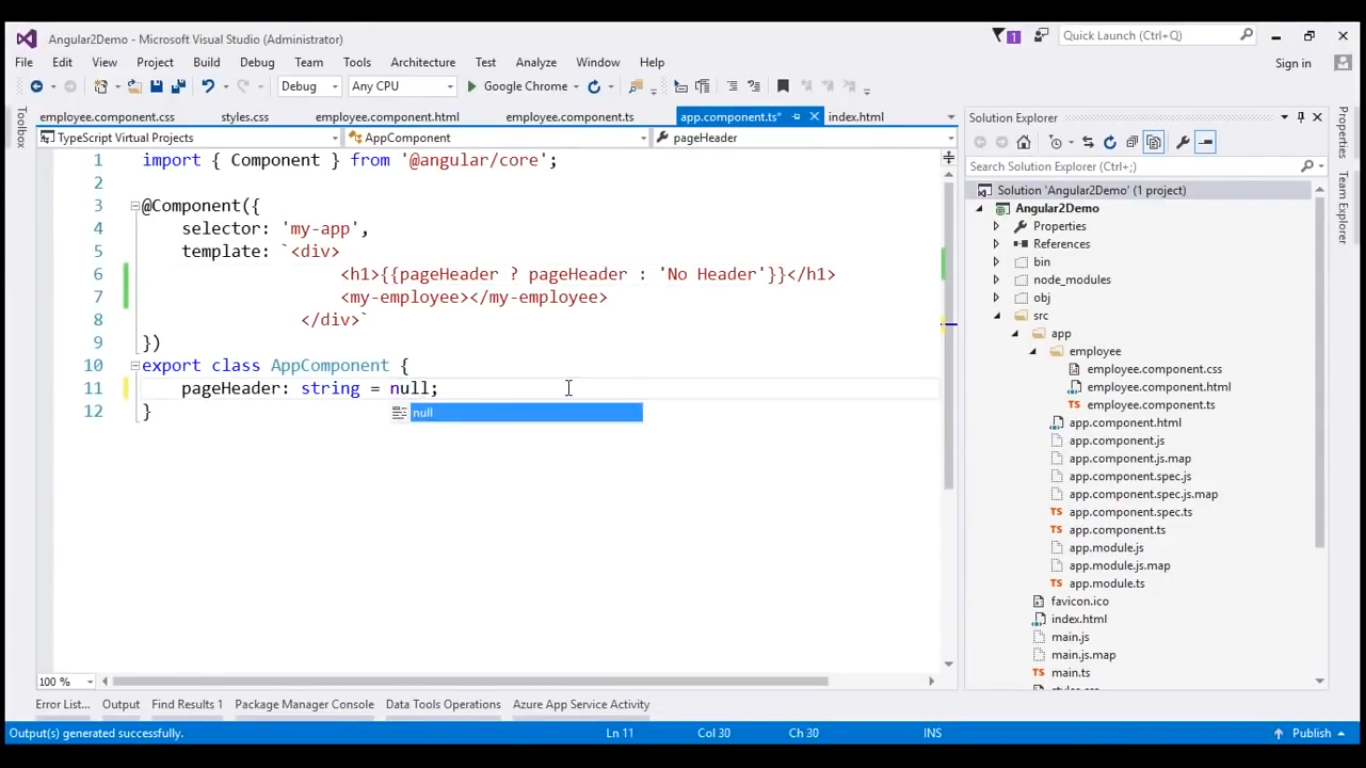 Angular2Demo - Microsoft Visual Studio (Administrator)
1
Quick Launch (Ctrl+Q)
File Edit View Project Build Debug Team Tools Architecture Test Analyze Window Help
Sign in
Debug Any CPU Google Chrome
Toolbox
employee.component.css styles.css employee.component.html employee.component.ts app.component.ts* index.html
TypeScript Virtual Projects AppComponent pageHeader
1 import { Component } from '@angular/core';
2
3 @Component({
4 selector: 'my-app',
5 template: `<div>
6 <h1>{{pageHeader ? pageHeader : 'No Header'}}</h1>
7 <my-employee></my-employee>
8 </div>`
9 })
10 export class AppComponent {
11 pageHeader: string = null;
12 }
null
100 %
Solution Explorer
Search Solution Explorer (Ctrl+;)
Solution 'Angular2Demo' (1 project)
Angular2Demo
Properties
References
bin
node_modules
obj
src
app
employee
employee.component.css
employee.component.html
TS employee.component.ts
app.component.html
app.component.js
app.component.js.map
app.component.spec.js
app.component.spec.js.map
TS app.component.spec.ts
TS app.component.ts
app.module.js
app.module.js.map
TS app.module.ts
favicon.ico
index.html
main.js
main.js.map
TS main.ts
Properties
Team Explorer
Error List... Output Find Results 1 Package Manager Console Data Tools Operations Azure App Service Activity
Output(s) generated successfully. Ln 11 Col 30 Ch 30 INS Publish